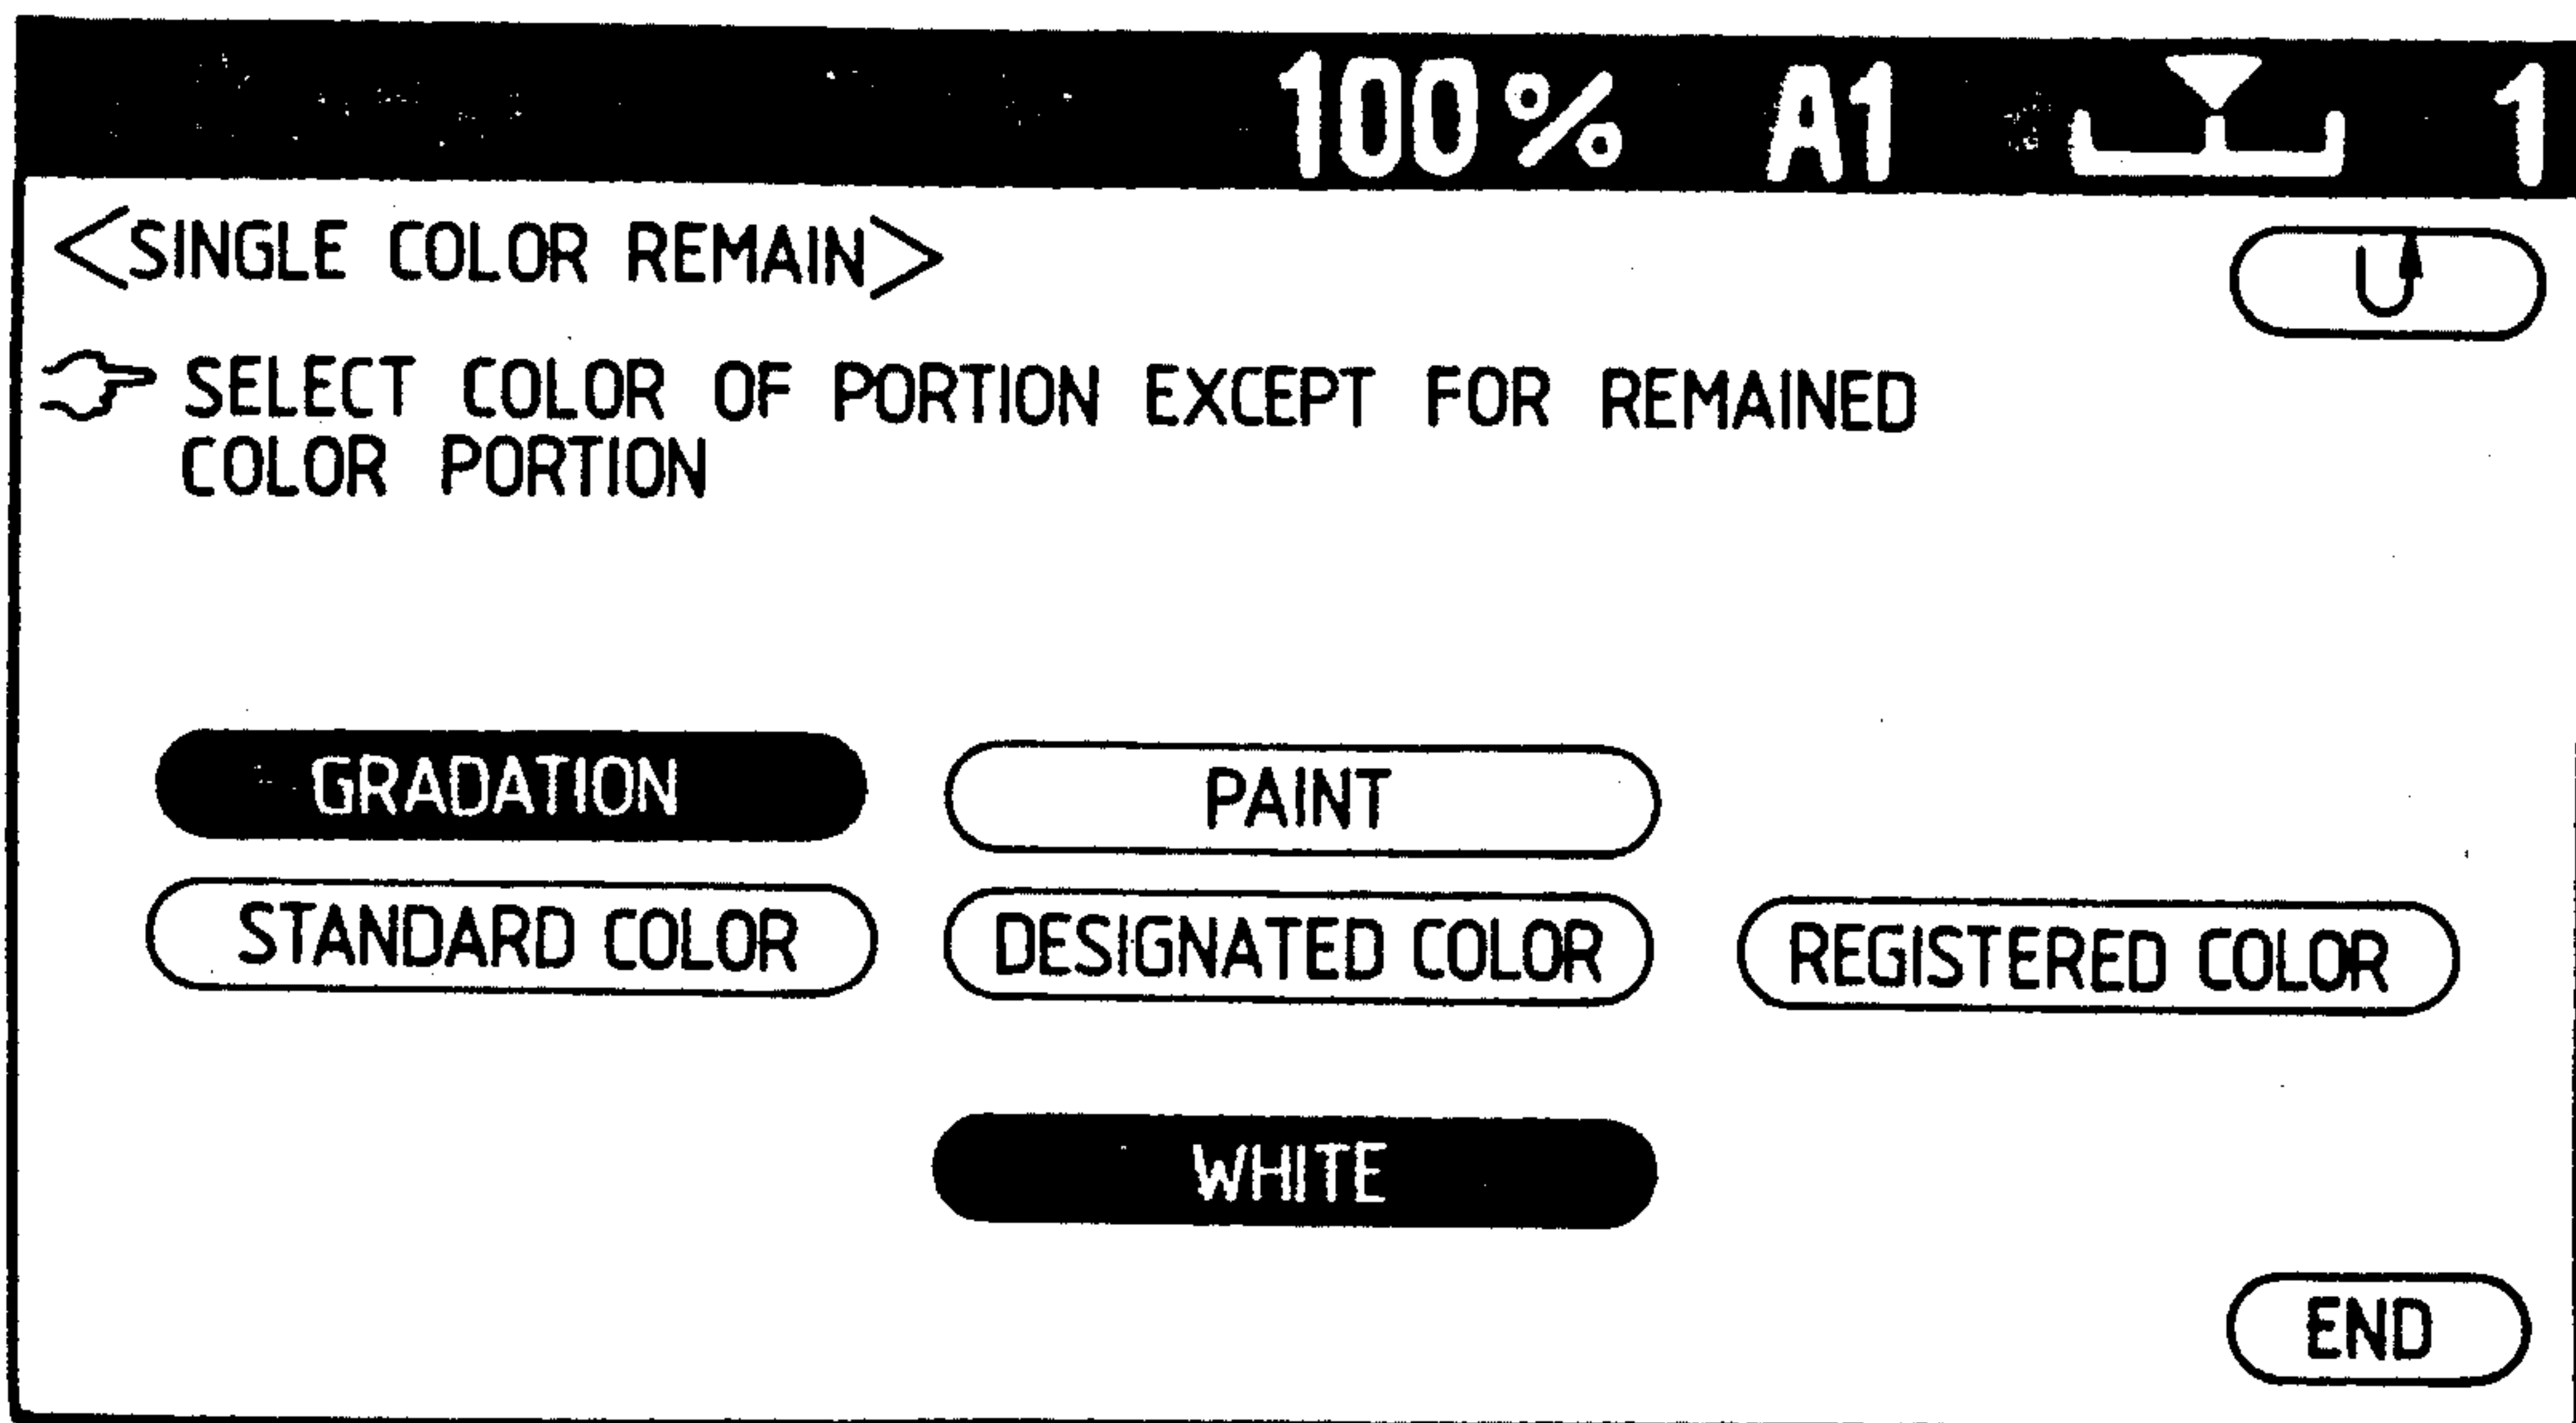 100% A1 1
<SINGLE COLOR REMAIN>
SELECT COLOR OF PORTION EXCEPT FOR REMAINED
COLOR PORTION
GRADATION PAINT
STANDARD COLOR DESIGNATED COLOR REGISTERED COLOR
WHITE
END